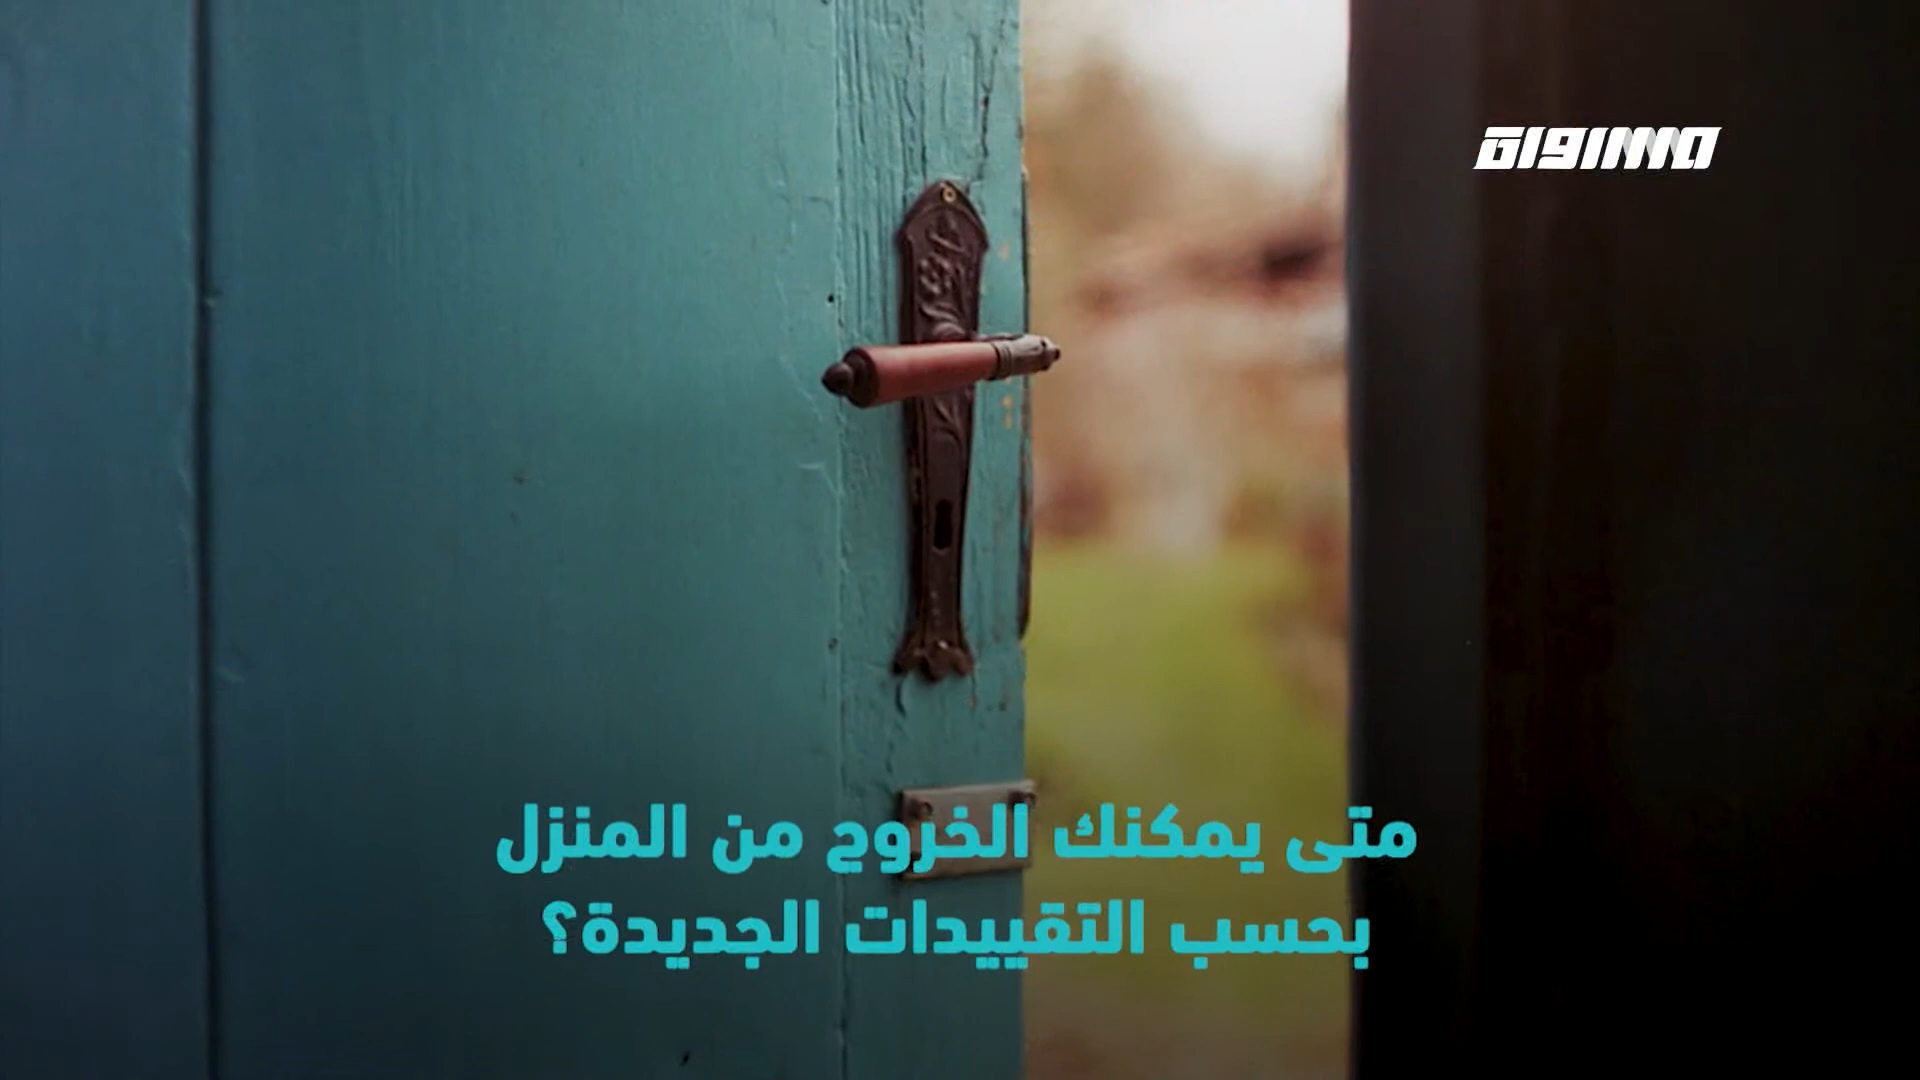 مساواة
متى يمكنك الخروج من المنزل
بحسب التقييدات الجديدة؟